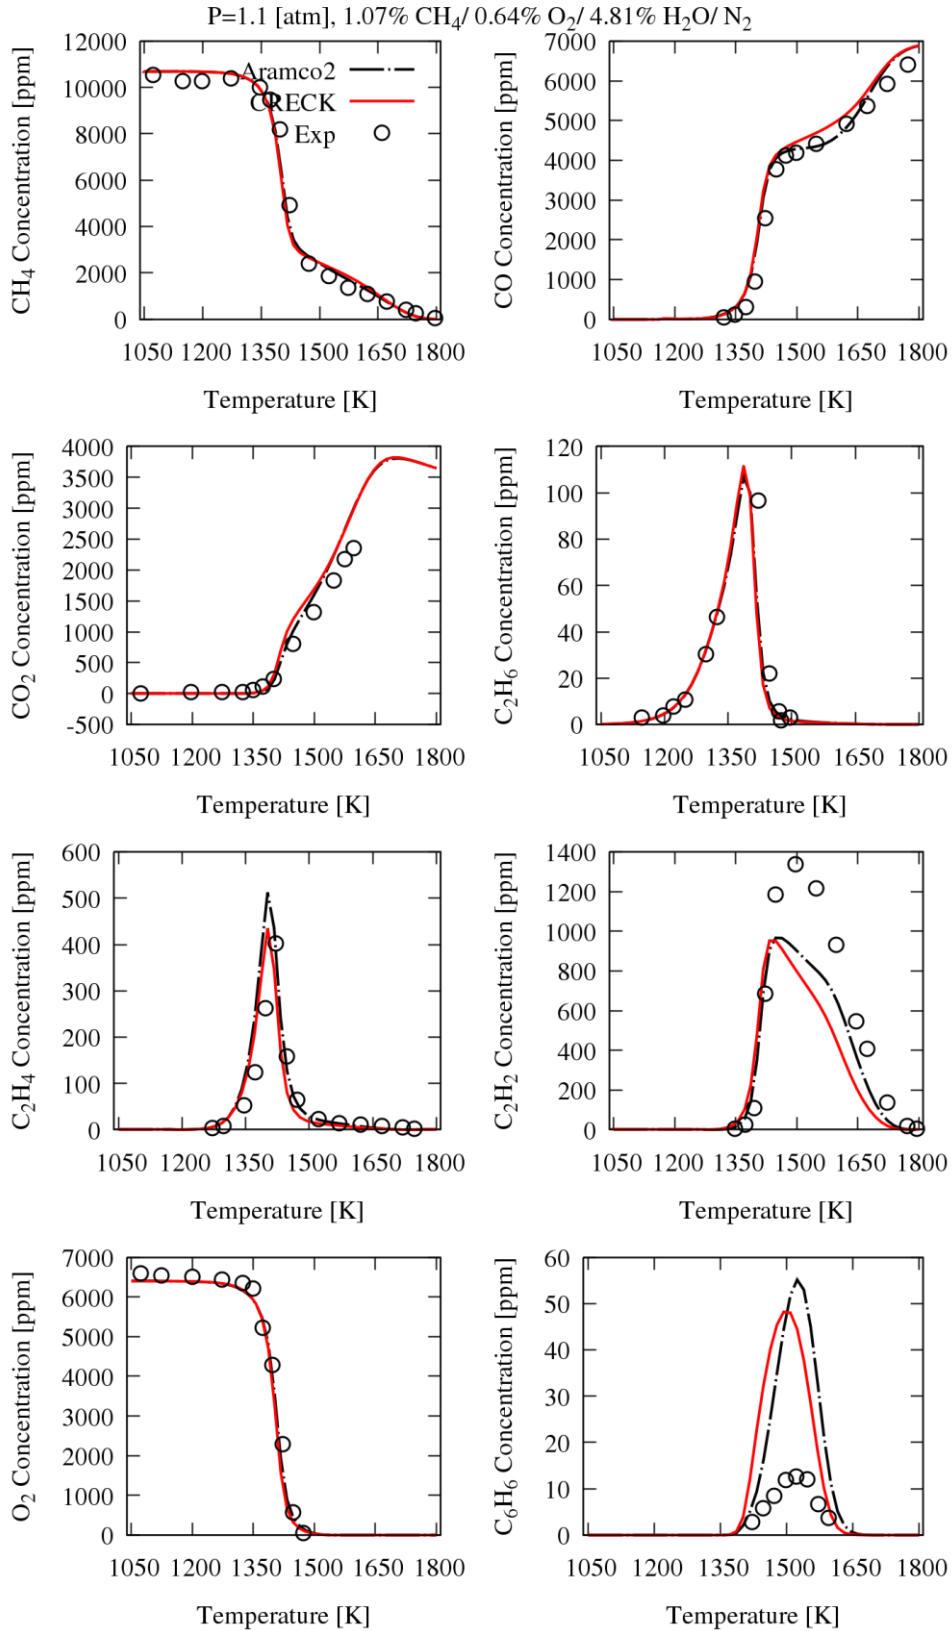 P=1.1 [atm], 1.07% CH4/ 0.64% O2/ 4.81% H2O/ N2
CH4 Concentration [ppm]
12000
10000
8000
6000
4000
2000
0
Aramco2
CRECK
Exp
1050 1200 1350 1500 1650 1800
Temperature [K]
CO Concentration [ppm]
7000
6000
5000
4000
3000
2000
1000
0
1050 1200 1350 1500 1650 1800
Temperature [K]
CO2 Concentration [ppm]
4000
3500
3000
2500
2000
1500
1000
500
0
-500
1050 1200 1350 1500 1650 1800
Temperature [K]
C2H6 Concentration [ppm]
120
100
80
60
40
20
0
1050 1200 1350 1500 1650 1800
Temperature [K]
C2H4 Concentration [ppm]
600
500
400
300
200
100
0
1050 1200 1350 1500 1650 1800
Temperature [K]
C2H2 Concentration [ppm]
1400
1200
1000
800
600
400
200
0
1050 1200 1350 1500 1650 1800
Temperature [K]
O2 Concentration [ppm]
7000
6000
5000
4000
3000
2000
1000
0
1050 1200 1350 1500 1650 1800
Temperature [K]
C6H6 Concentration [ppm]
60
50
40
30
20
10
0
1050 1200 1350 1500 1650 1800
Temperature [K]